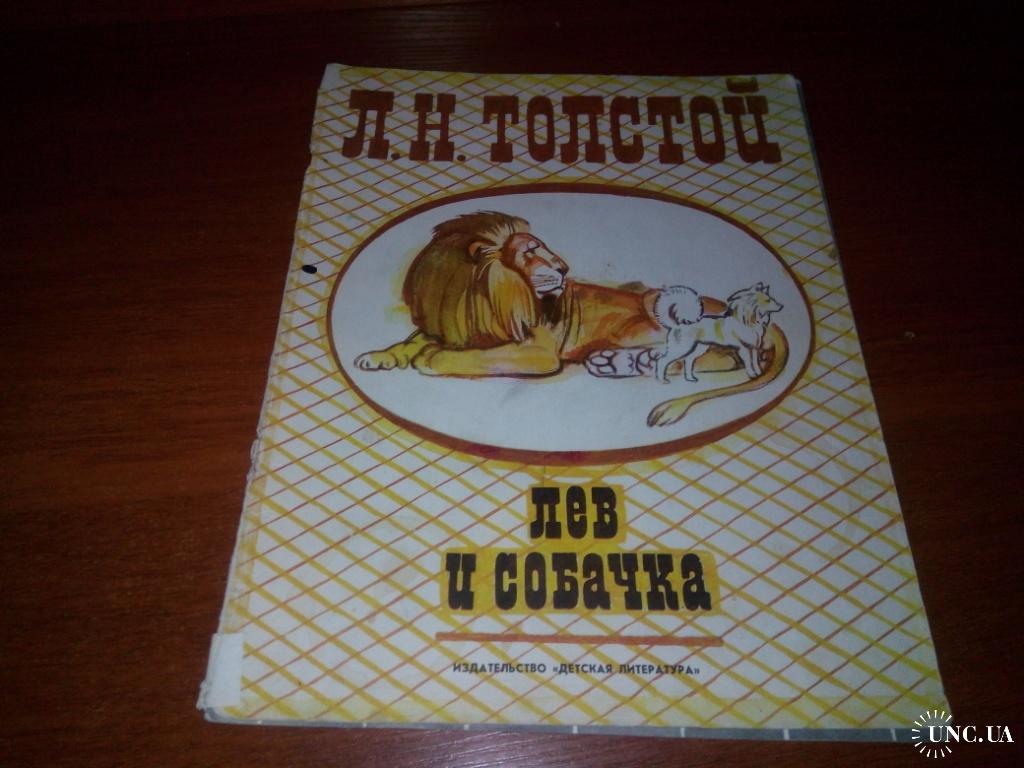 Л.Н. ТОЛСТОЙ
ЛЕВ
И СОБАЧКА
ИЗДАТЕЛЬСТВО «ДЕТСКАЯ ЛИТЕРАТУРА»
UNC.UA